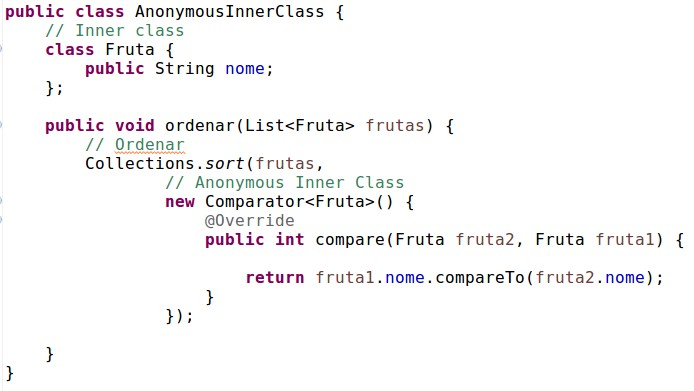 public class AnonymousInnerClass {
    // Inner class
    class Fruta {
        public String nome;
    };
    public void ordenar(List<Fruta> frutas) {
        // Ordenar
        Collections.sort(frutas,
                // Anonymous Inner Class
                new Comparator<Fruta>() {
                    @Override
                    public int compare(Fruta fruta2, Fruta fruta1) {
                        return fruta1.nome.compareTo(fruta2.nome);
                    }
                });
    }
}